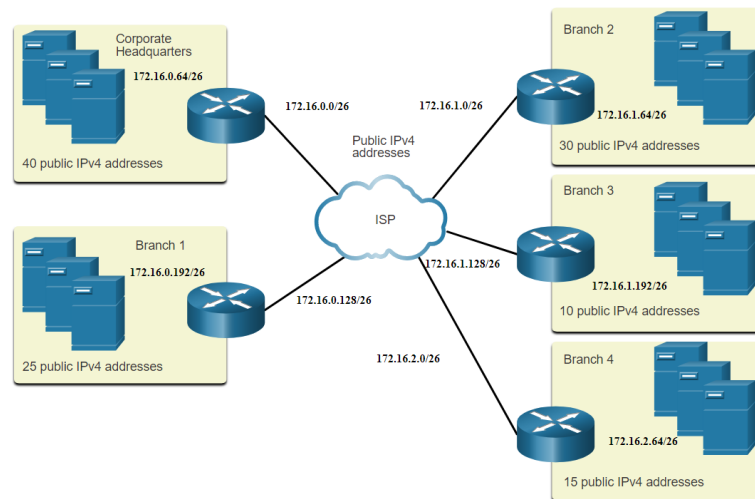 Corporate
Headquarters
172.16.0.64/26
40 public IPv4 addresses
172.16.0.0/26
Branch 1
172.16.0.192/26
25 public IPv4 addresses
172.16.0.128/26
Public IPv4
addresses
ISP
172.16.1.0/26
Branch 2
172.16.1.64/26
30 public IPv4 addresses
172.16.1.128/26
Branch 3
172.16.1.192/26
10 public IPv4 addresses
172.16.2.0/26
Branch 4
172.16.2.64/26
15 public IPv4 addresses